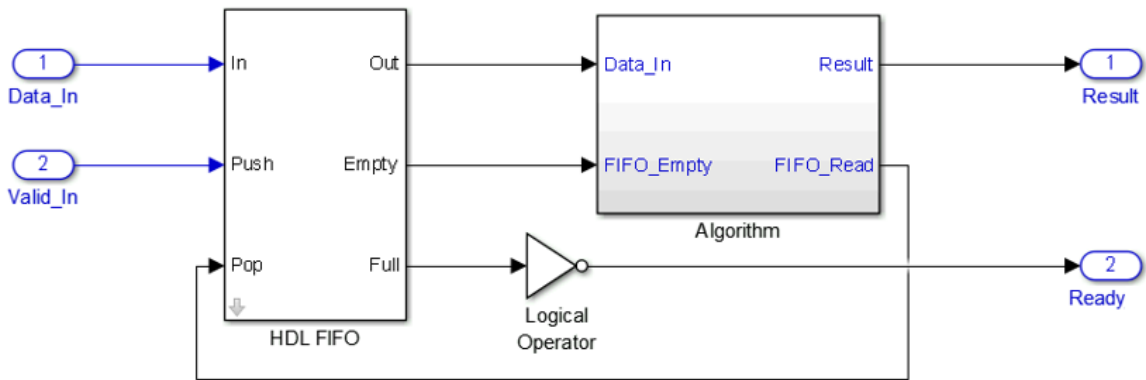 1
Data_In
2
Valid_In
In
Push
Pop
Out
Empty
Full
HDL FIFO
Data_In
FIFO_Empty
Result
FIFO_Read
Algorithm
Logical
Operator
1
Result
2
Ready